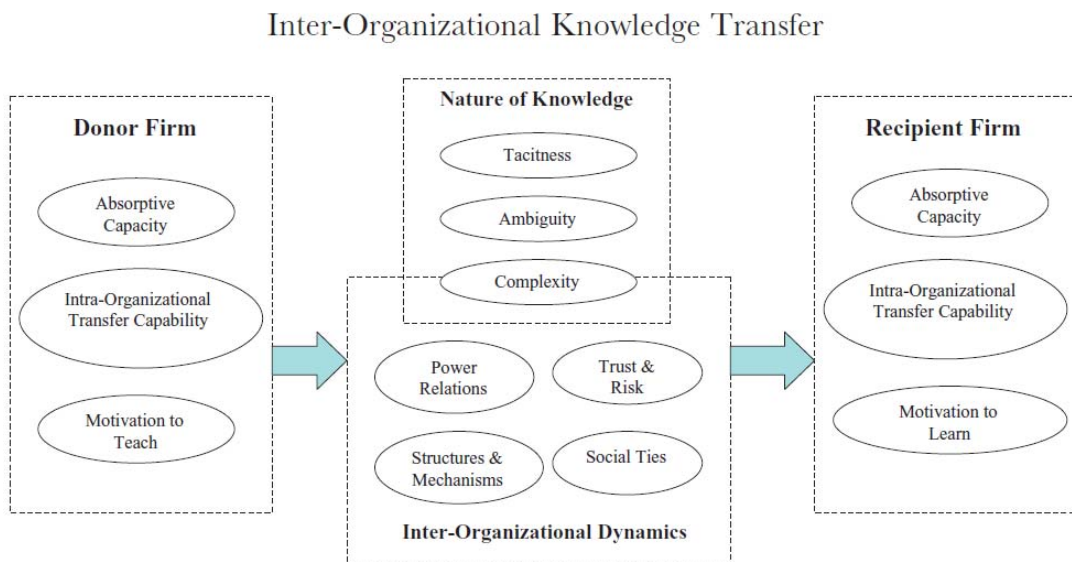 Inter-Organizational Knowledge Transfer
Donor Firm
Absorptive
Capacity
Intra-Organizational
Transfer Capability
Motivation to
Teach
Nature of Knowledge
Tacitness
Ambiguity
Complexity
Power
Relations
Trust &
Risk
Structures &
Mechanisms
Social Ties
Inter-Organizational Dynamics
Recipient Firm
Absorptive
Capacity
Intra-Organizational
Transfer Capability
Motivation to
Learn